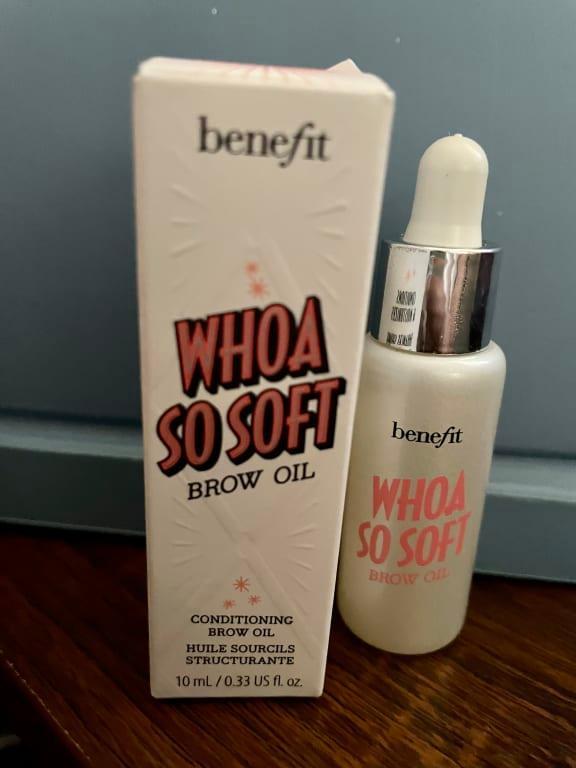 benefit
WHOA
SO SOFT
BROW OIL
CONDITIONING
BROW OIL
HUILE SOURCILS
STRUCTURANTE
10 mL / 0.33 US fl. oz.
benefit
WHOA
SO SOFT
BROW OIL